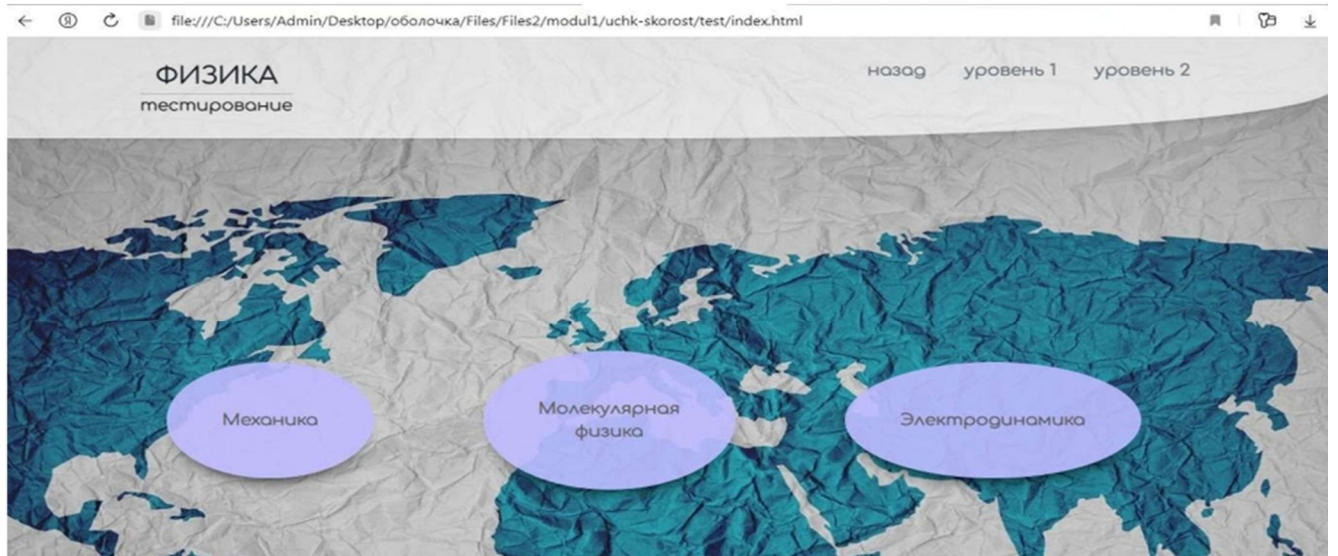 file:///C:/Users/Admin/Desktop/оболочка/Files/Files2/modul1/uchk-skorost/test/index.html
ФИЗИКА
тестирование
назад уровень 1 уровень 2
Механика
Молекулярная
физика
Электродинамика